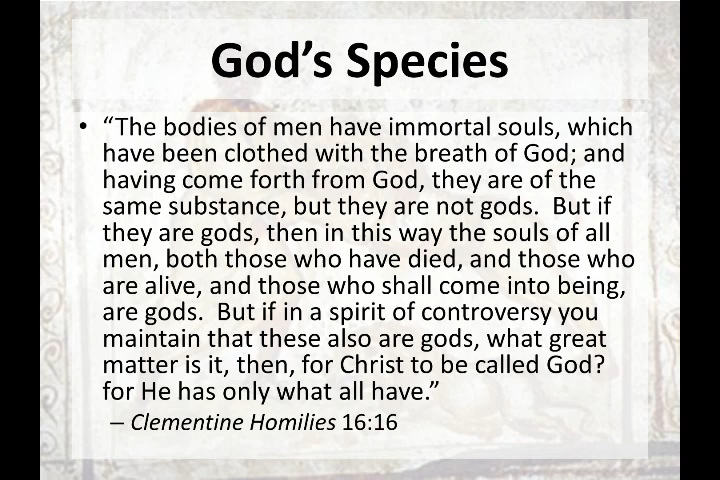 God’s Species
• “The bodies of men have immortal souls, which
have been clothed with the breath of God; and
having come forth from God, they are of the
same substance, but they are not gods.  But if
they are gods, then in this way the souls of all
men, both those who have died, and those who
are alive, and those who shall come into being,
are gods.  But if in a spirit of controversy you
maintain that these also are gods, what great
matter is it, then, for Christ to be called God?
for He has only what all have.”
– Clementine Homilies 16:16